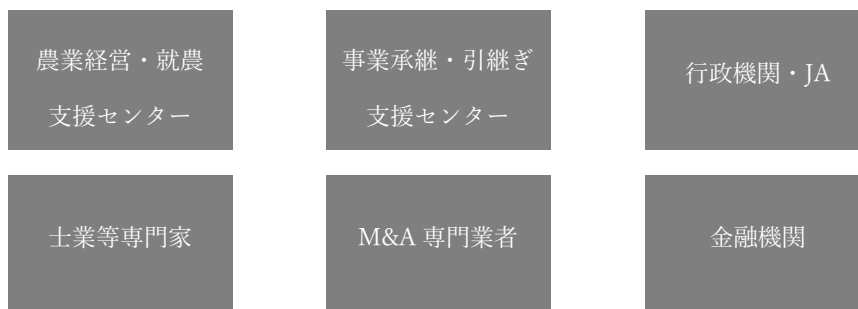 農業経営・就農
支援センター
事業承継・引継ぎ
支援センター
行政機関・JA
士業等専門家
M&A 専門業者
金融機関